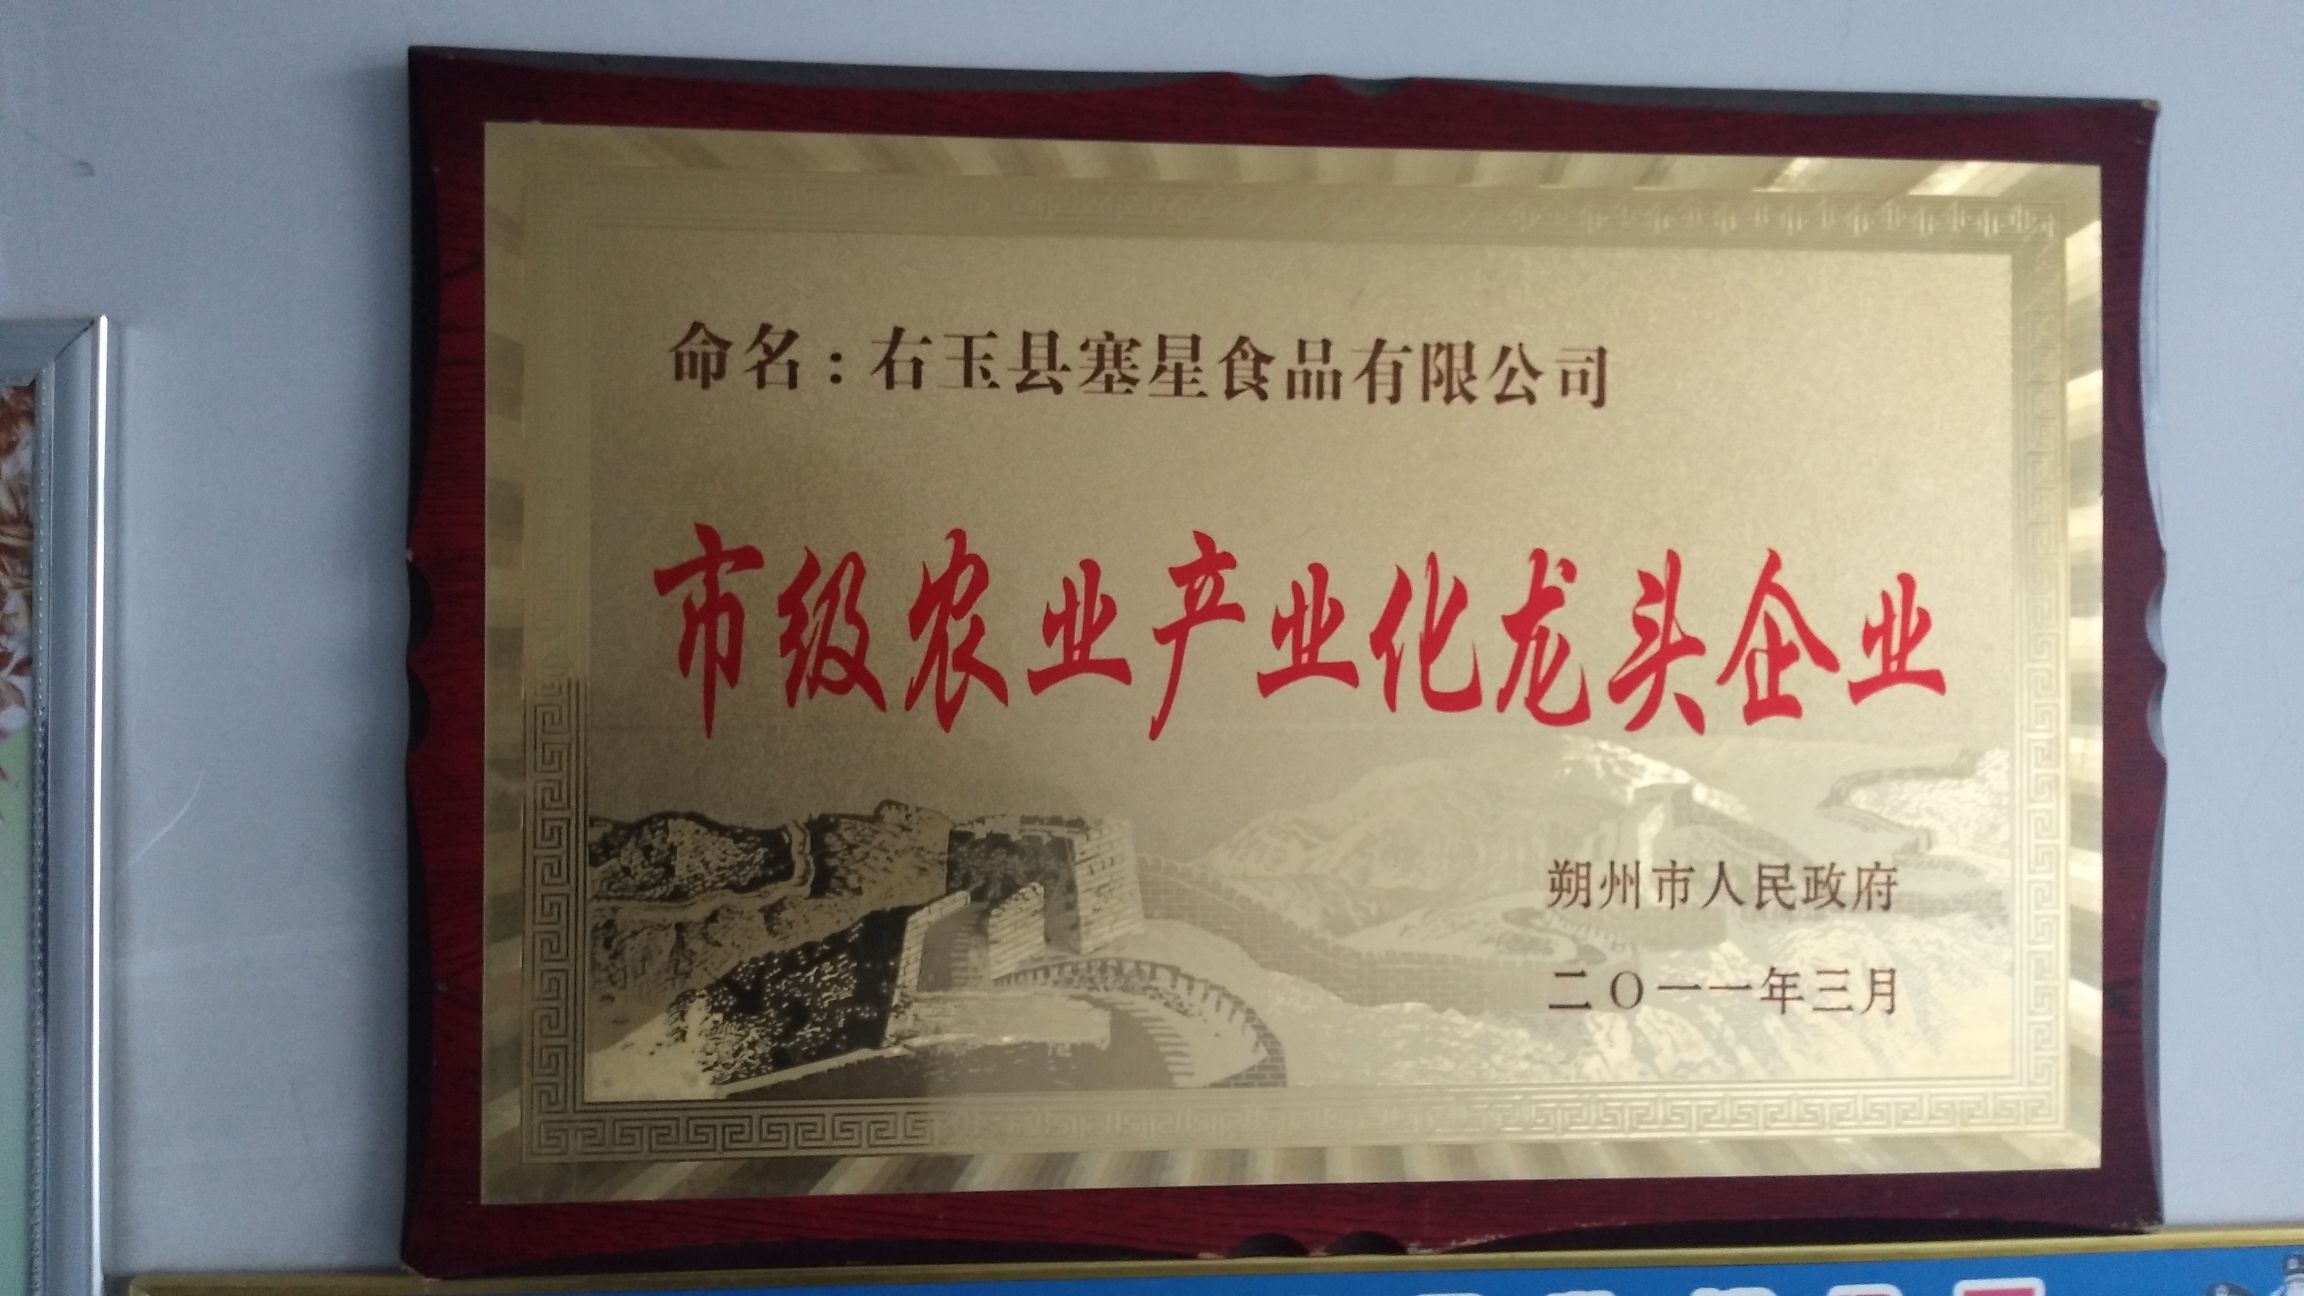 命名：右玉县塞星食品有限公司
市级农业产业化龙头企业
朔州市人民政府
二〇一一年三月